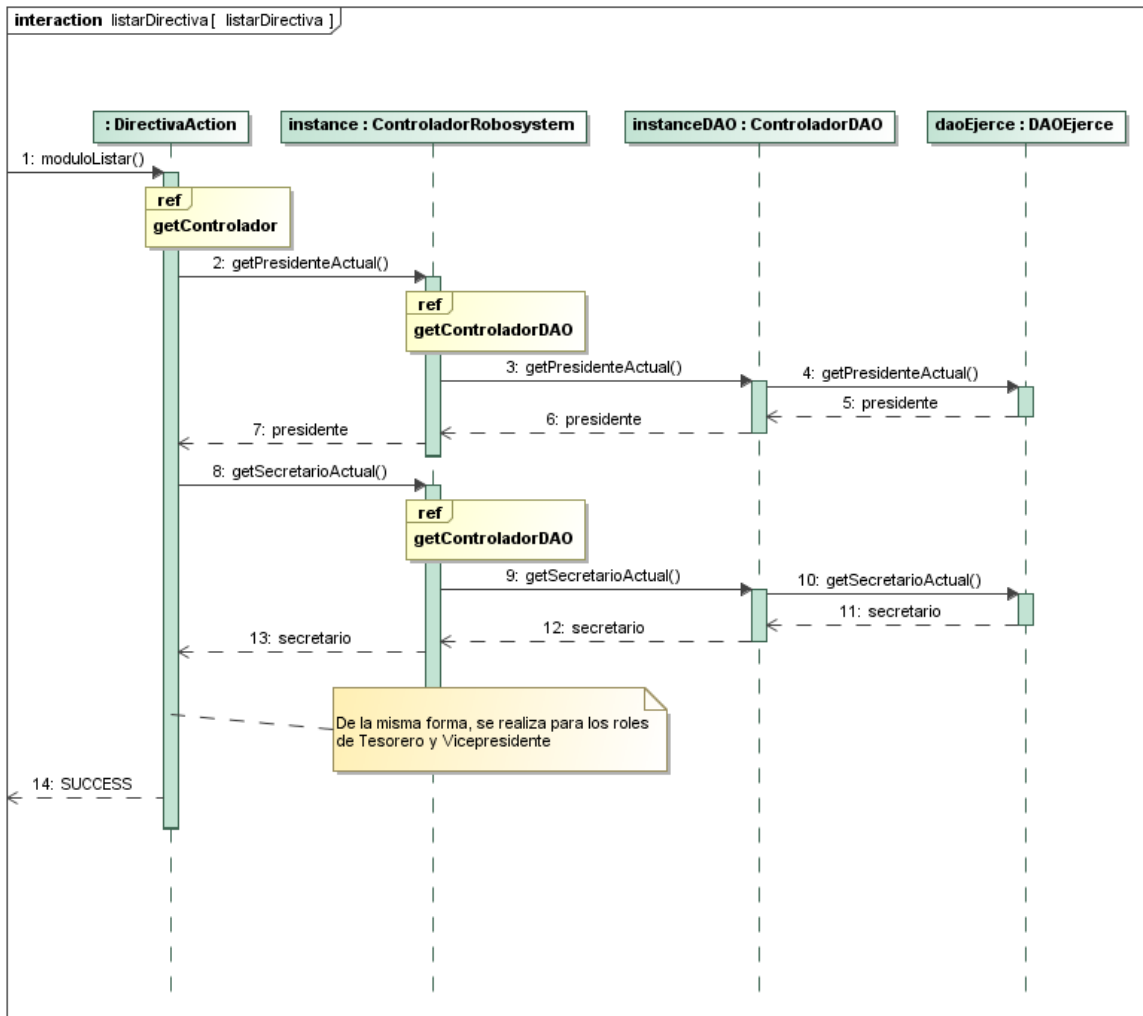 interaction listarDirectiva[ listarDirectiva ]
: DirectivaAction
instance : ControladorRobosystem
instanceDAO : ControladorDAO
daoEjerce : DAOEjerce
1: moduloListar()
ref
getControlador
2: getPresidenteActual()
ref
getControladorDAO
3: getPresidenteActual()
4: getPresidenteActual()
5: presidente
6: presidente
7: presidente
8: getSecretarioActual()
ref
getControladorDAO
9: getSecretarioActual()
10: getSecretarioActual()
11: secretario
12: secretario
13: secretario
De la misma forma, se realiza para los roles
de Tesorero y Vicepresidente
14: SUCCESS